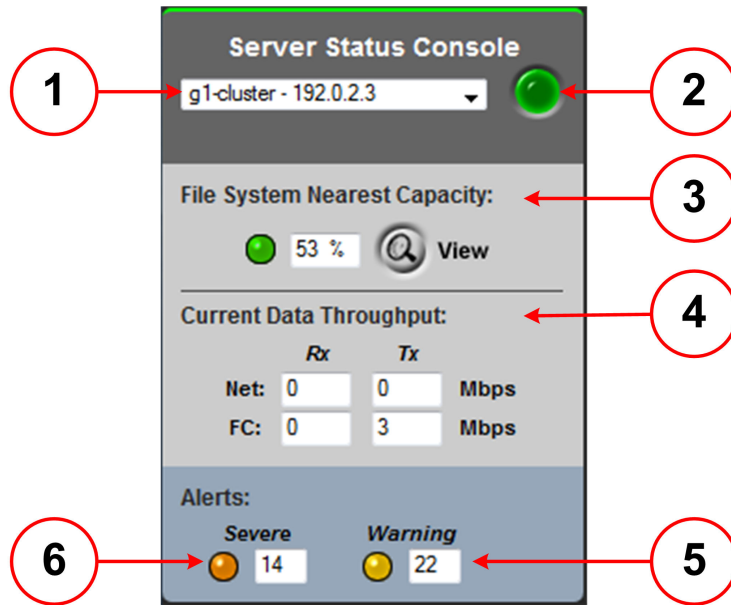 Server Status Console
1
g1-cluster - 192.0.2.3
2
File System Nearest Capacity:
3
53 %
View
Current Data Throughput:
4
Rx Tx
Net: 0 0 Mbps
FC: 0 3 Mbps
Alerts:
Severe Warning
6
14
22
5